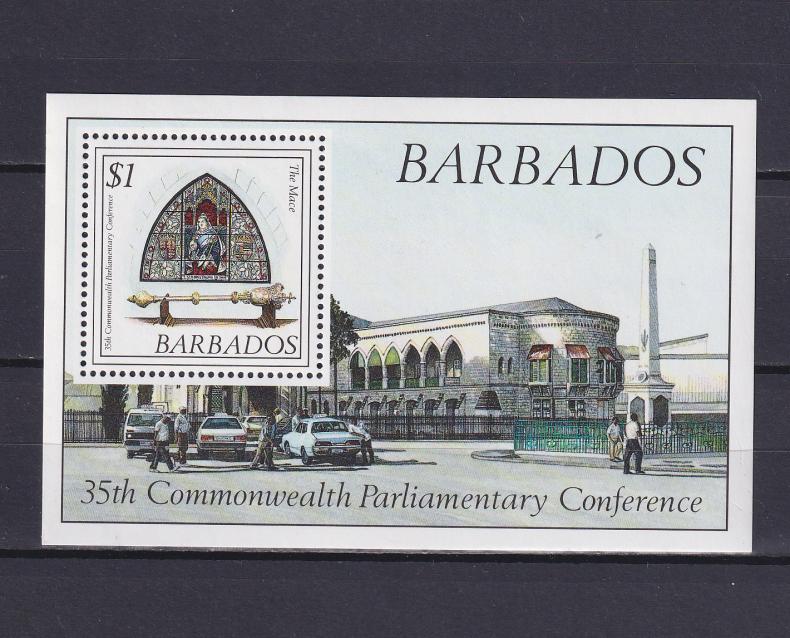 BARBADOS
$1
The Mace
35th Commonwealth Parliamentary Conference
BARBADOS
35th Commonwealth Parliamentary Conference